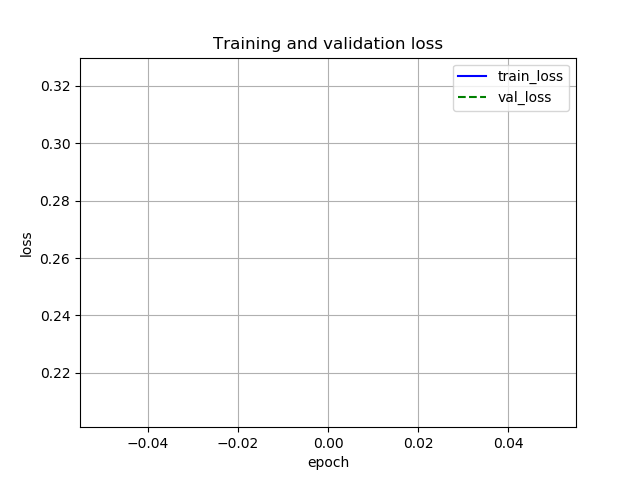 Training and validation loss
train_loss
val_loss
0.32
0.30
0.28
0.26
0.24
0.22
loss
−0.04
−0.02
0.00
0.02
0.04
epoch